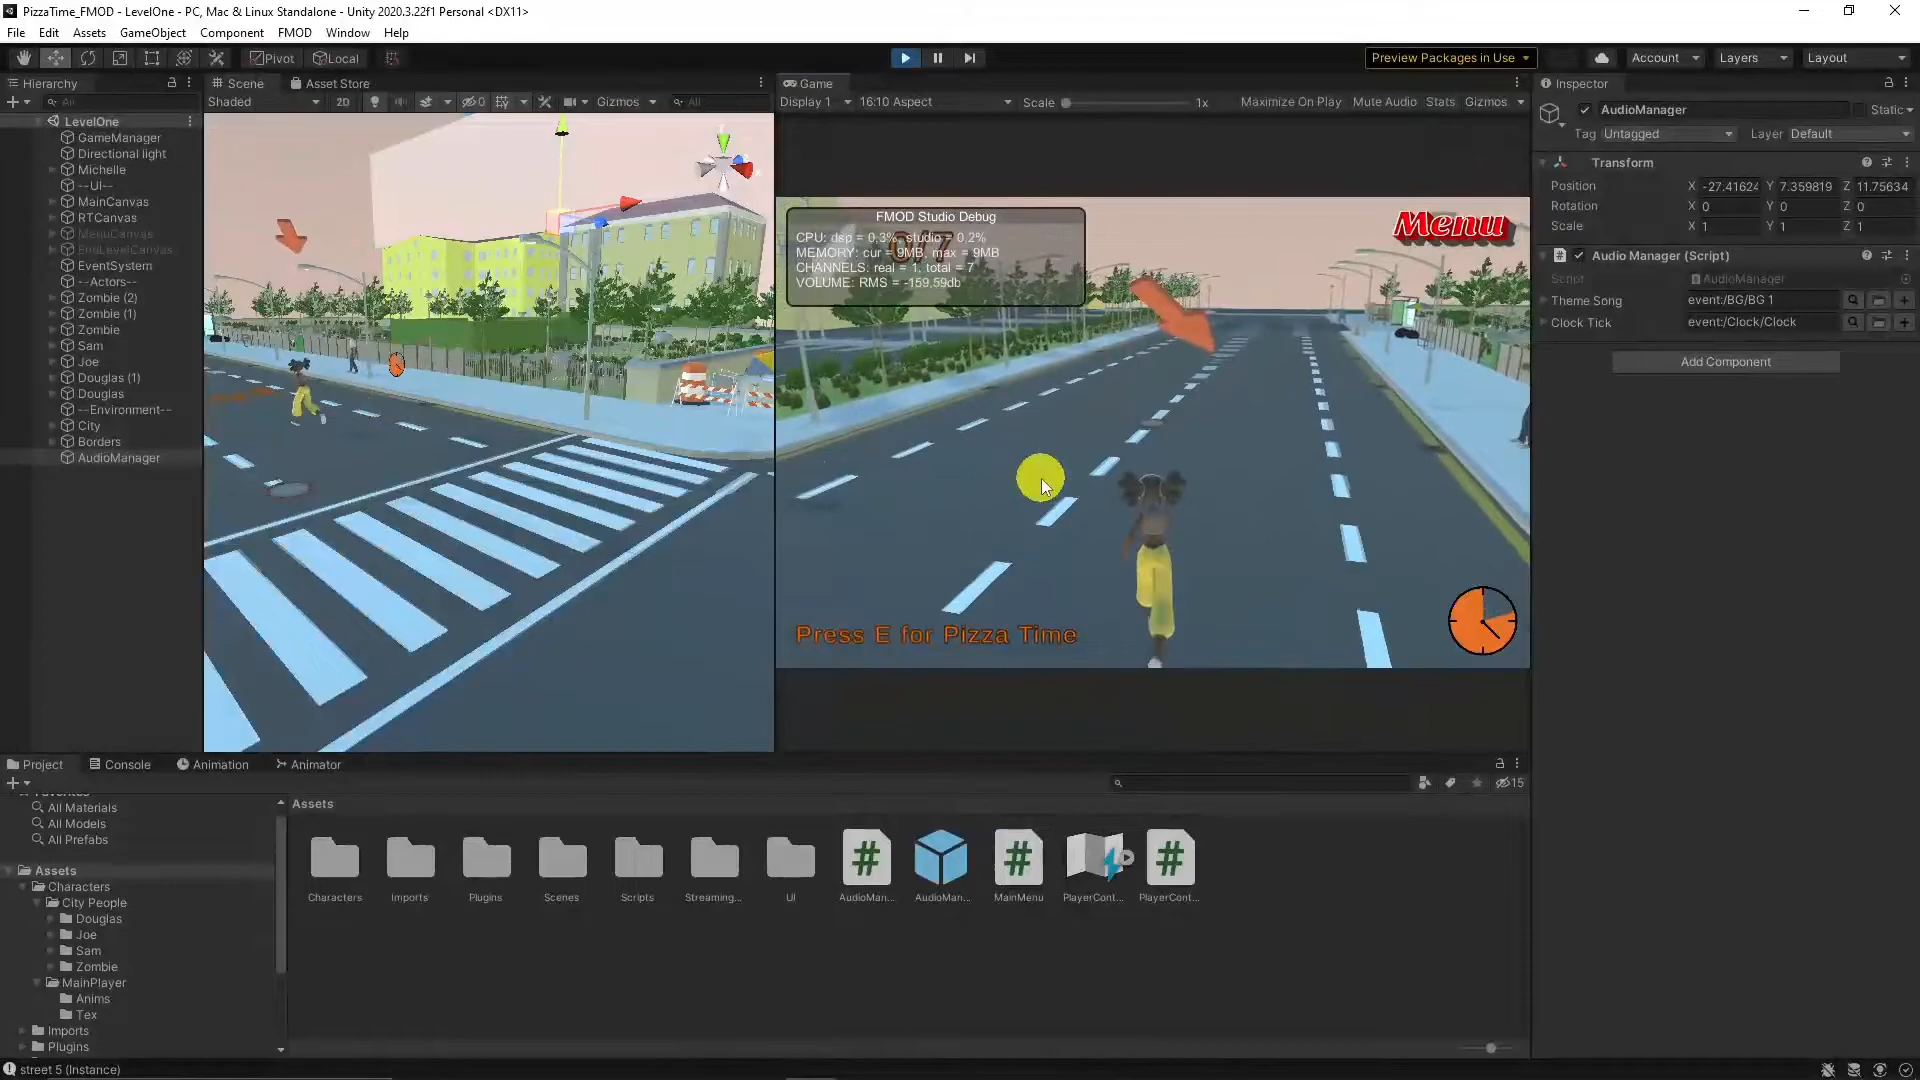 PizzaTime_FMOD - LevelOne - PC, Mac & Linux Standalone - Unity 2020.3.22f1 Personal <DX11>
File Edit Assets GameObject Component FMOD Window Help
Pivot Local
Preview Packages in Use Account Layers Layout
Hierarchy
All
LevelOne
GameManager
Directional light
Michelle
--UI--
MainCanvas
RTCanvas
MenuCanvas
EndLevelCanvas
EventSystem
--Actors--
Zombie (2)
Zombie (1)
Zombie
Sam
Joe
Douglas (1)
Douglas
--Environment--
City
Borders
AudioManager
Scene Asset Store
Shaded 2D 0 Gizmos All
Game
Display 1 16:10 Aspect Scale 1x Maximize On Play Mute Audio Stats Gizmos
FMOD Studio Debug
CPU: dsp = 0.3%, studio = 0.2%
MEMORY: cur = 9MB, max = 9MB
CHANNELS: real = 1, total = 7
VOLUME: RMS = -159.59db
0/7
Menu
Press E for Pizza Time
Inspector
AudioManager Static
Tag Untagged Layer Default
Transform
Position X -27.41624 Y 7.359819 Z 11.75634
Rotation X 0 Y 0 Z 0
Scale X 1 Y 1 Z 1
Audio Manager (Script)
Script AudioManager
Theme Song event:/BG/BG 1
Clock Tick event:/Clock/Clock
Add Component
Project Console Animation Animator
15
Favorites
All Materials
All Models
All Prefabs
Assets
Characters
City People
Douglas
Joe
Sam
Zombie
MainPlayer
Anims
Tex
Imports
Plugins
Assets
Characters Imports Plugins Scenes Scripts Streaming... UI AudioMan... AudioMan... MainMenu PlayerCont... PlayerCont...
street 5 (Instance)